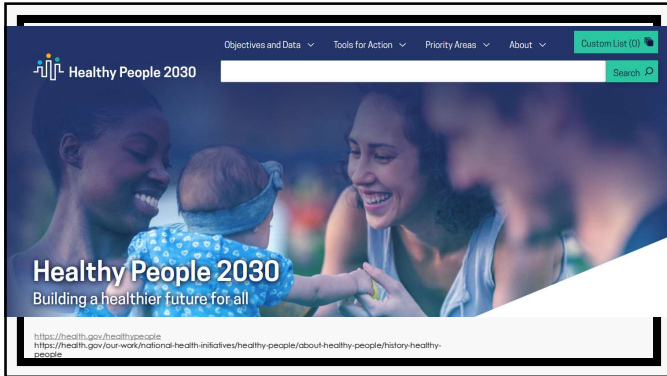 Objectives and Data Tools for Action Priority Areas About Custom List (0)
Healthy People 2030
Search
Healthy People 2030
Building a healthier future for all
https://health.gov/healthypeople
https://health.gov/our-work/national-health-initiatives/healthy-people/about-healthy-people/history-healthy-
people